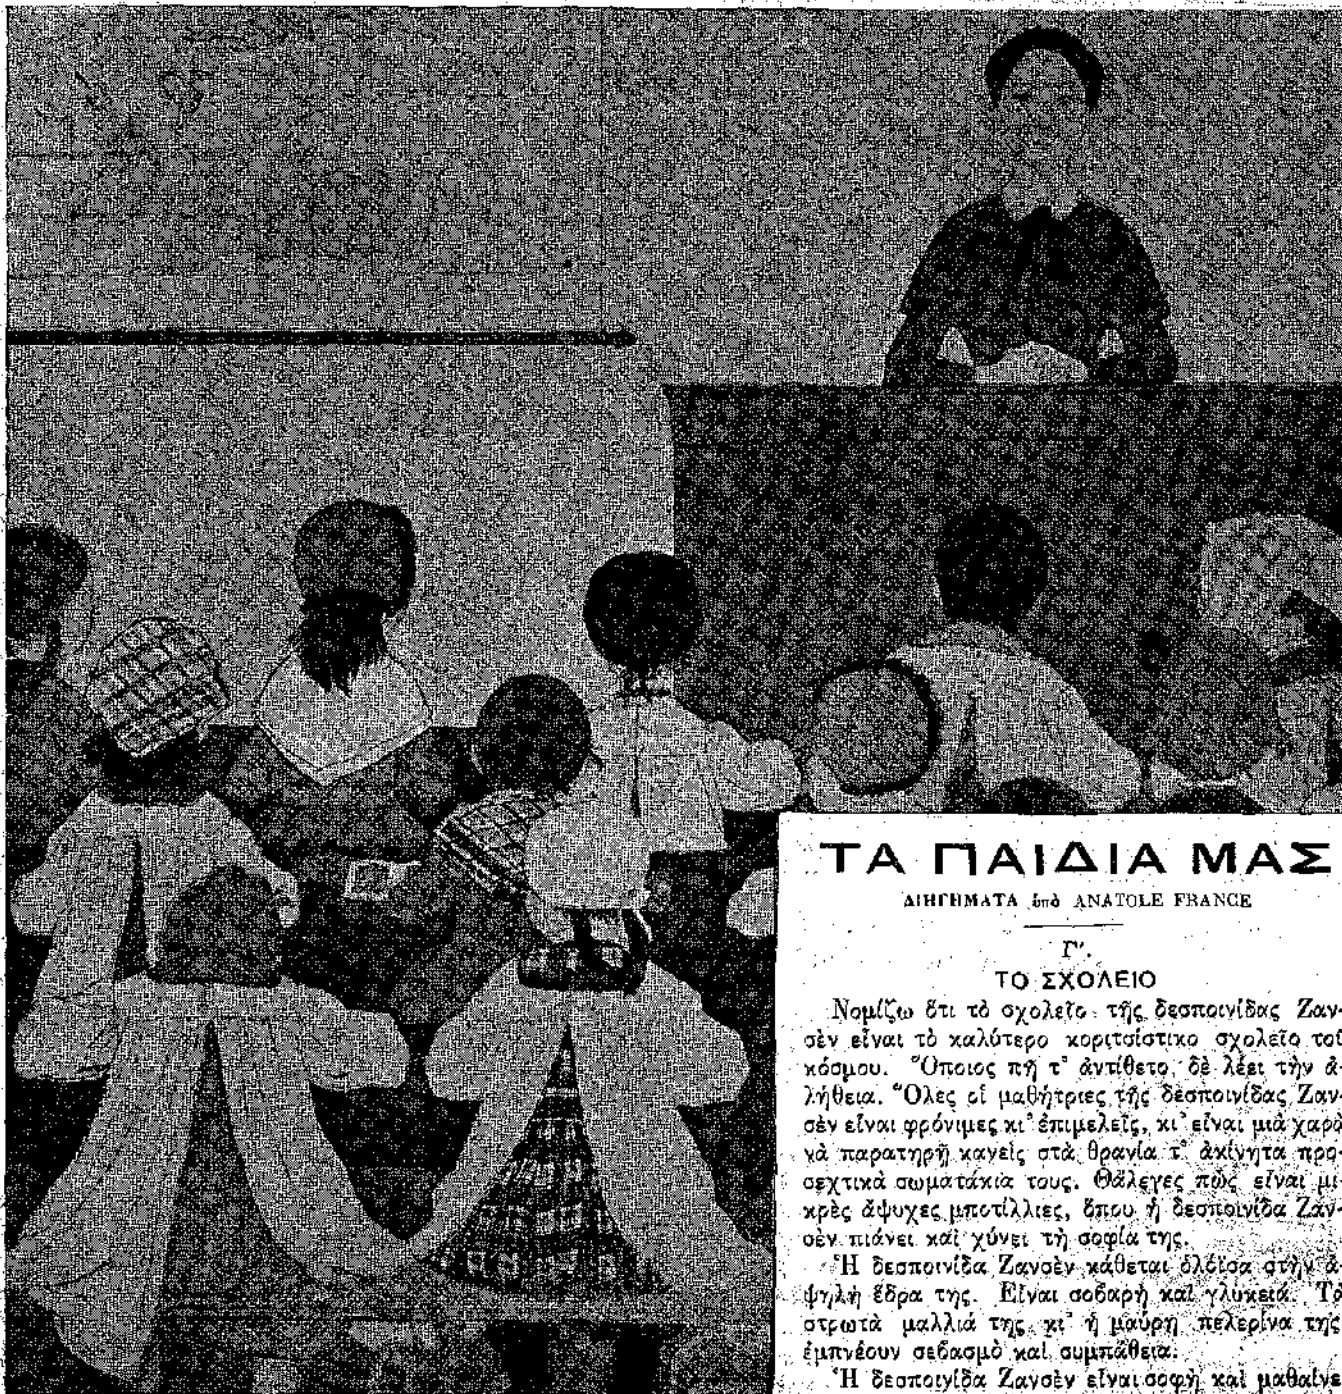 ΤΑ ΠΑΙΔΙΑ ΜΑΣ
ΔΙΗΓΗΜΑΤΑ ὑπὸ ANATOLE FRANCE
Γ'.
ΤΟ ΣΧΟΛΕΙΟ
Νομίζω ὅτι τὸ σχολεῖο τῆς δεσποινίδας Ζαν-
σὲν εἶναι τὸ καλύτερο κοριτσίστικο σχολεῖο τοῦ
κόσμου. Ὅποιος πῆ τ' ἀντίθετο, δὲ λέει τὴν ἀ-
λήθεια. Ὅλες οἱ μαθήτριες τῆς δεσποινίδας Ζαν-
σὲν εἶναι φρόνιμες κι' ἐπιμελεῖς, κι' εἶναι μιὰ χαρὰ
νὰ παρατηρῆ κανεὶς στὰ θρανία τ' ἀκίνητα προ-
σεχτικὰ σωματάκια τους. Θἄλεγες πὼς εἶναι μι-
κρὲς ἄψυχες μποτίλλιες, ὅπου ἡ δεσποινίδα Ζαν-
σὲν πιάνει καὶ χύνει τὴ σοφία της.
Ἡ δεσποινίδα Ζανσὲν κάθεται ὁλόϊσα στὴν ἀ-
ψηλὴ ἕδρα της. Εἶναι σοβαρὴ καὶ γλυκειά. Τὰ
στρωτὰ μαλλιά της κι' ἡ μαύρη πελερίνα της
ἐμπνέουν σεβασμὸ καὶ συμπάθεια.
Ἡ δεσποινίδα Ζανσὲν εἶναι σοφὴ καὶ μαθαίνε